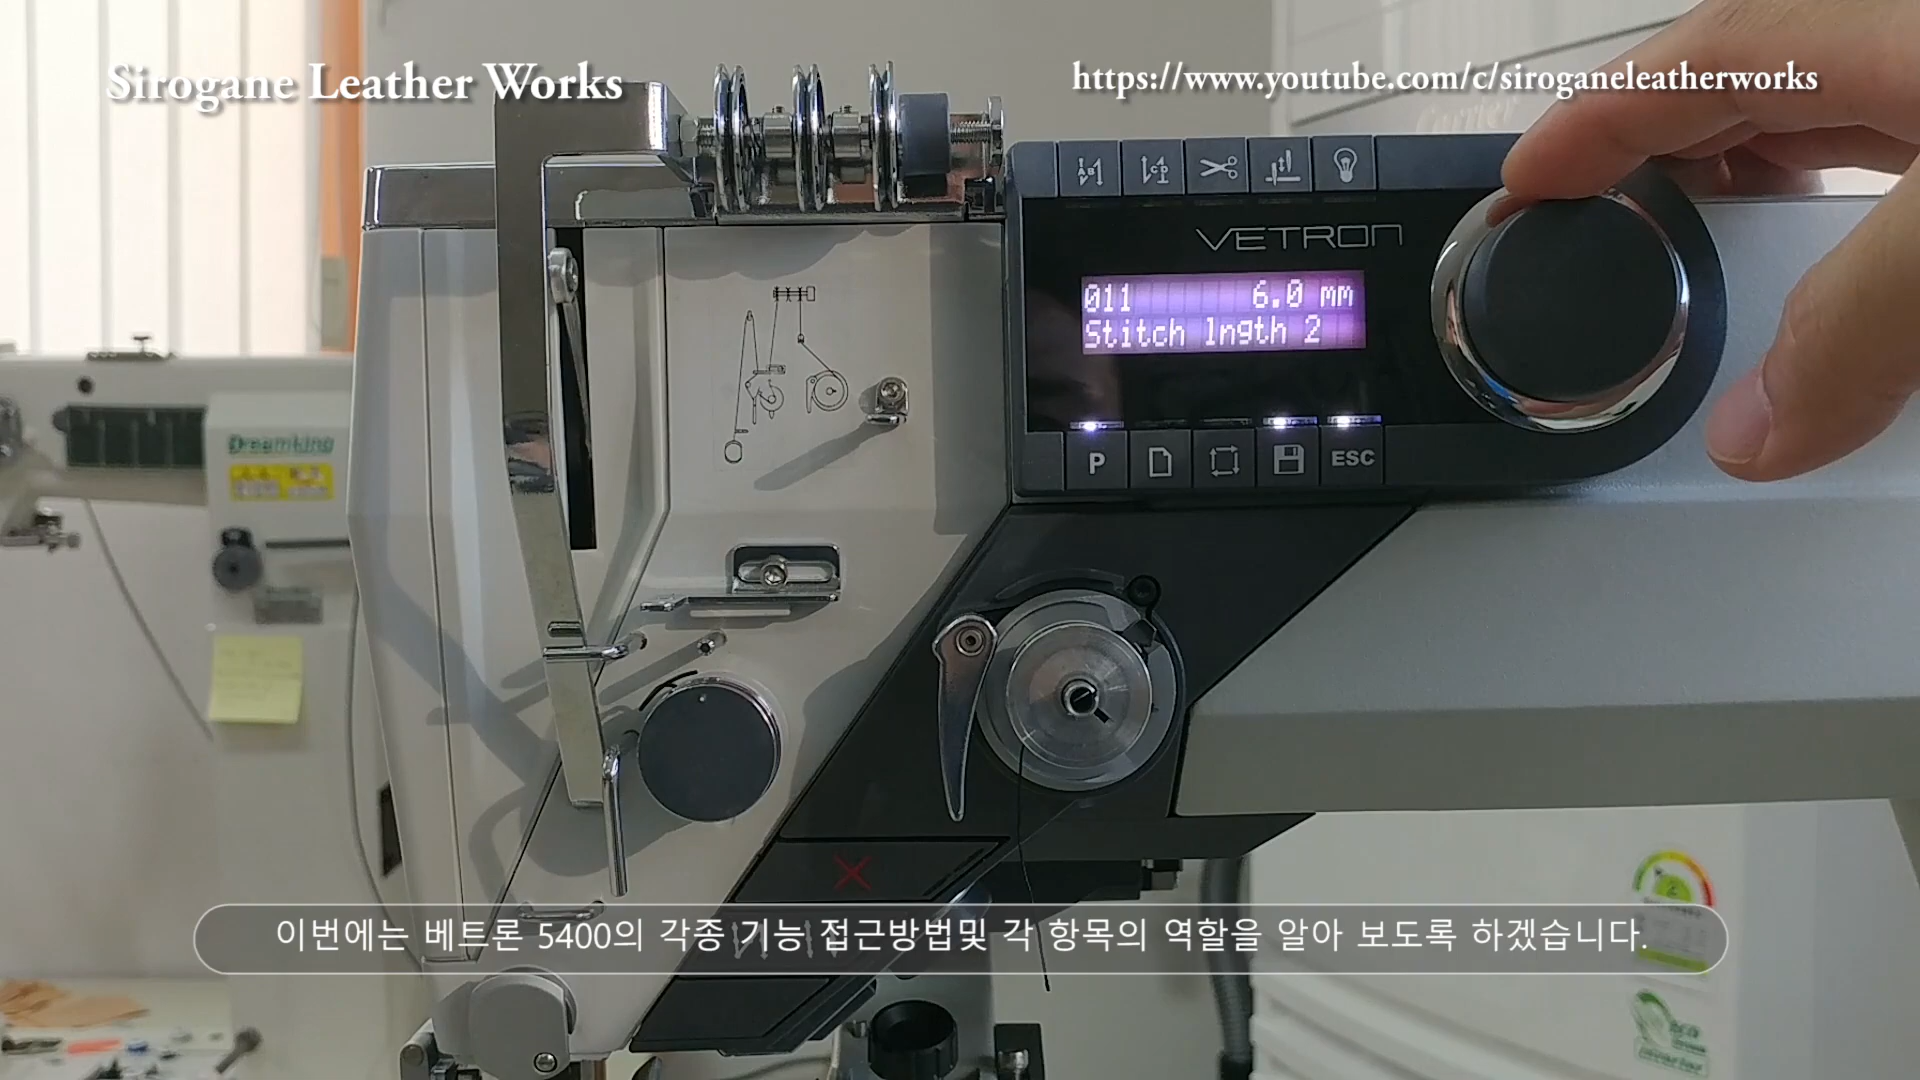 Sirogane Leather Works
https://www.youtube.com/c/siroganeleatherworks
Carrier
VETRON
011 6.0 mm
Stitch lngth 2
P
ESC
Dreamking
이번에는 베트론 5400의 각종 기능 접근방법및 각 항목의 역할을 알아 보도록 하겠습니다.